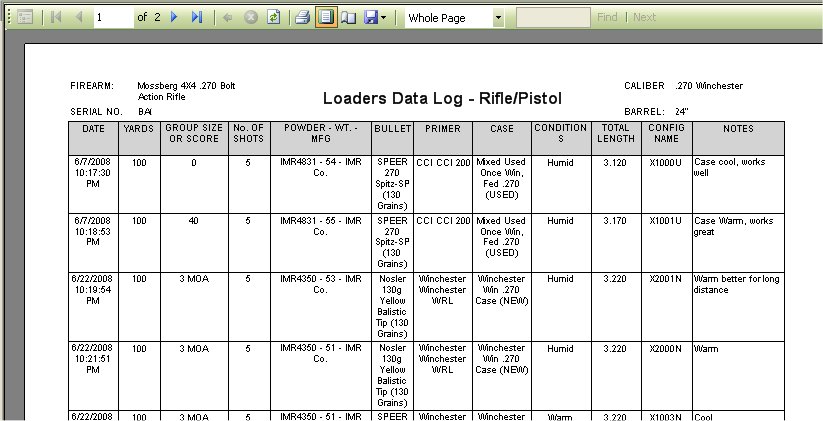 1 of 2 Whole Page Find | Next
FIREARM: Mossberg 4X4 .270 Bolt CALIBER .270 Winchester
Action Rifle
Loaders Data Log - Rifle/Pistol
SERIAL NO. BA BARREL: 24"
DATE YARDS GROUP SIZE No. OF POWDER - WT. - BULLET PRIMER CASE CONDITION TOTAL CONFIG NOTES
OR SCORE SHOTS MFG S LENGTH NAME
6/7/2008 100 0 5 IMR4831 - 54 - IMR SPEER CCI CCI 200 Mixed Used Humid 3.120 X1000U Case cool, works
10:17:30 Co. 270 Once Win, well
PM Spitz-SP Fed .270
(130 (USED)
Grains)
6/7/2008 100 40 5 IMR4831 - 55 - IMR SPEER CCI CCI 200 Mixed Used Humid 3.170 X1001U Case Warm, works
10:18:53 Co. 270 Once Win, great
PM Spitz-SP Fed .270
(130 (USED)
Grains)
6/22/2008 100 3 MOA 5 IMR4350 - 53 - IMR Nosler Winchester Winchester Humid 3.220 X2001N Warm better for long
10:19:54 Co. 130g Winchester Win .270 distance
PM Yellow WRL Case (NEW)
Balistic
Tip (130
Grains)
6/22/2008 100 3 MOA 5 IMR4350 - 51 - IMR Nosler Winchester Winchester Humid 3.220 X2000N Warm
10:21:51 Co. 130g Winchester Win .270
PM Yellow WRL Case (NEW)
Balistic
Tip (130
Grains)
6/22/2008 100 3 MOA 5 IMR4350 - 51 - IMR SPEER Winchester Winchester Warm 3.220 X1003N Cool